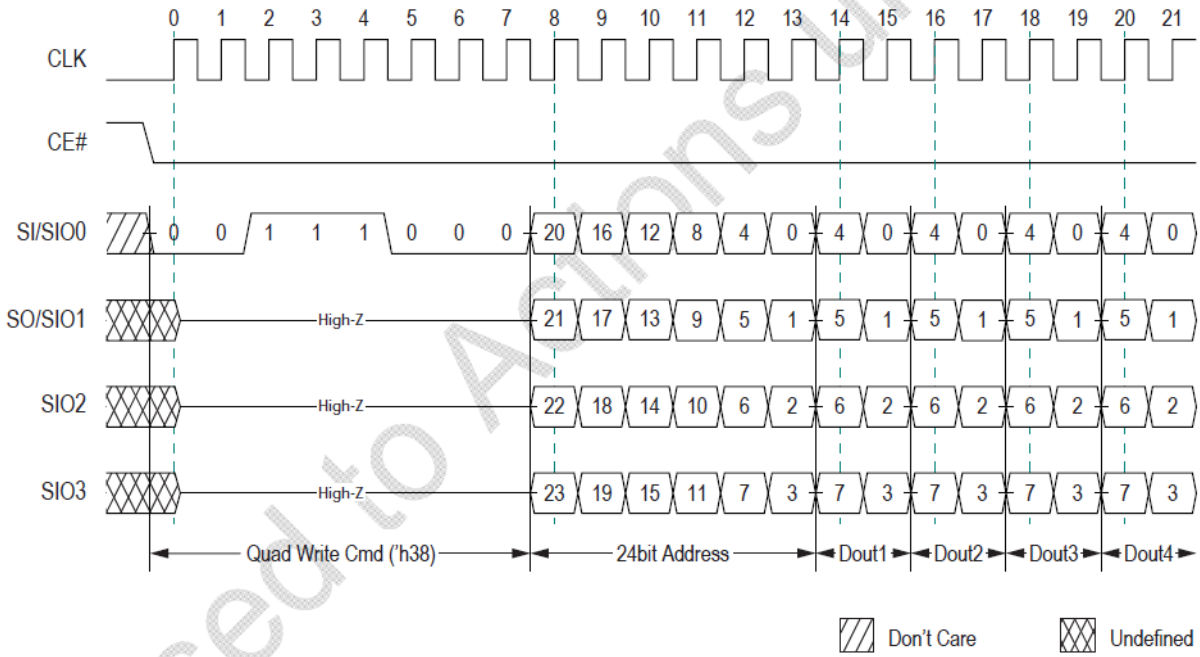 0 1 2 3 4 5 6 7 8 9 10 11 12 13 14 15 16 17 18 19 20 21
CLK
CE#
SI/SIO0 0 0 1 1 1 0 0 0 20 16 12 8 4 0 4 0 4 0 4 0 4 0
SO/SIO1 High-Z 21 17 13 9 5 1 5 1 5 1 5 1 5 1
SIO2 High-Z 22 18 14 10 6 2 6 2 6 2 6 2 6 2
SIO3 High-Z 23 19 15 11 7 3 7 3 7 3 7 3 7 3
Quad Write Cmd ('h38) 24bit Address Dout1 Dout2 Dout3 Dout4
Don't Care Undefined
sed to Actions